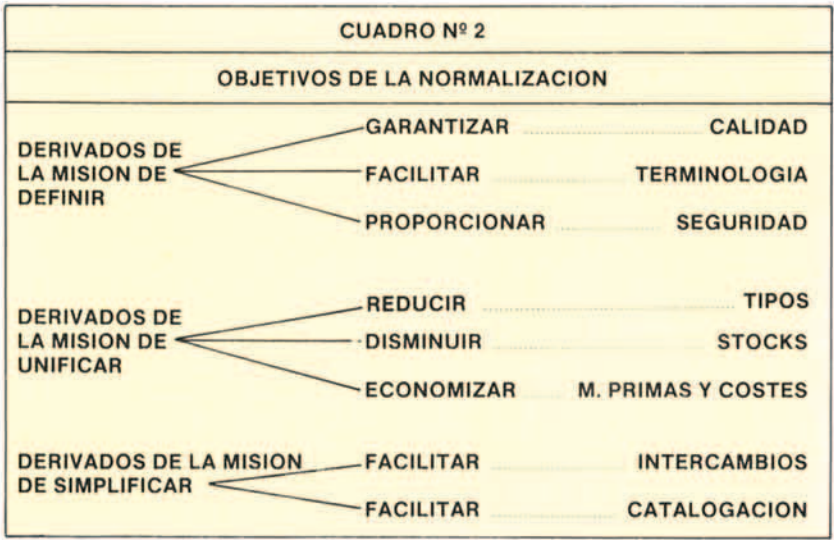 CUADRO Nº 2
OBJETIVOS DE LA NORMALIZACION
DERIVADOS DE
LA MISION DE
DEFINIR
GARANTIZAR CALIDAD
FACILITAR TERMINOLOGIA
PROPORCIONAR SEGURIDAD
DERIVADOS DE
LA MISION DE
UNIFICAR
REDUCIR TIPOS
DISMINUIR STOCKS
ECONOMIZAR M. PRIMAS Y COSTES
DERIVADOS DE LA MISION
DE SIMPLIFICAR
FACILITAR INTERCAMBIOS
FACILITAR CATALOGACION